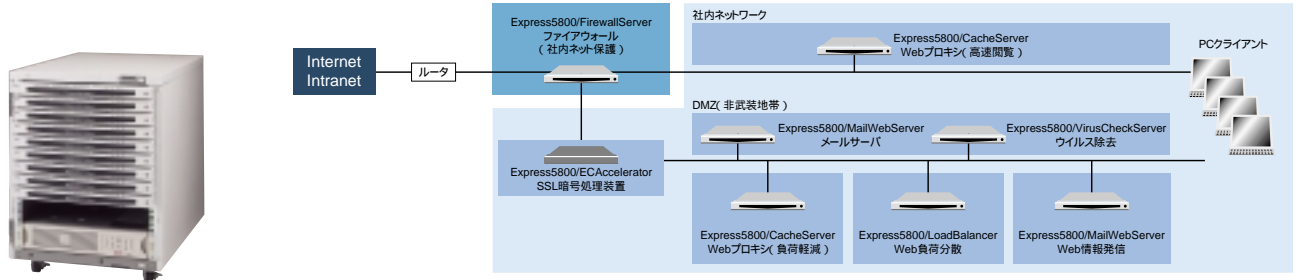 Internet
Intranet
ルータ
Express5800/FirewallServer
ファイアウォール
(社内ネット保護)
社内ネットワーク
Express5800/CacheServer
Webプロキシ(高速閲覧)
PCクライアント
DMZ(非武装地帯)
Express5800/MailWebServer
メールサーバ
Express5800/VirusCheckServer
ウイルス除去
Express5800/ECAccelerator
SSL暗号処理装置
Express5800/CacheServer
Webプロキシ(負荷軽減)
Express5800/LoadBalancer
Web負荷分散
Express5800/MailWebServer
Web情報発信